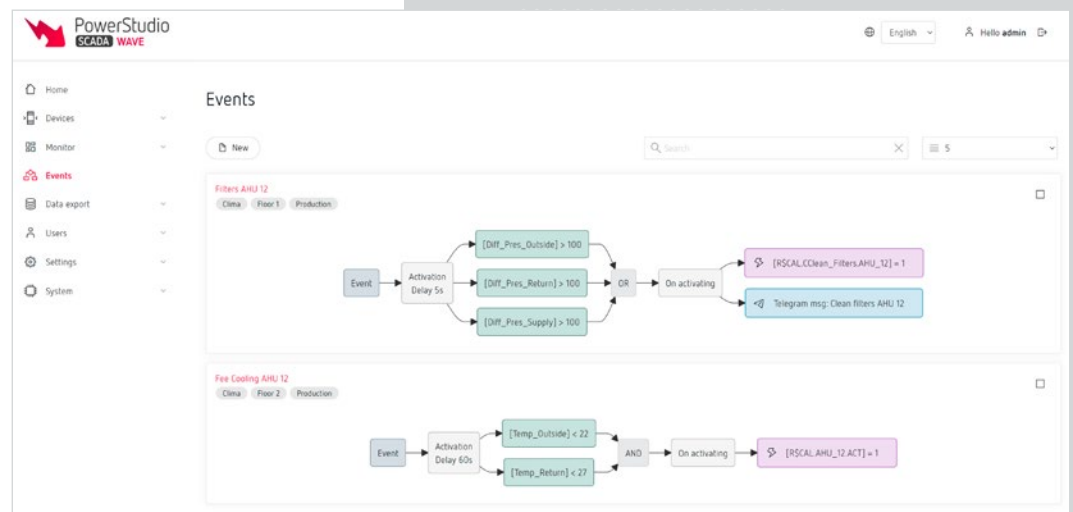 PowerStudio
SCADA WAVE
English
Hello admin
Home
Devices
Monitor
Events
Data export
Users
Settings
System
Events
New
Search
5
Filters AHU 12
Clima Floor 1 Production
Event
Activation
Delay 5s
[Diff_Pres_Outside] > 100
[Diff_Pres_Return] > 100
[Diff_Pres_Supply] > 100
OR
On activating
[R$CAL.CClean_Filters.AHU_12] = 1
Telegram msg: Clean filters AHU 12
Fee Cooling AHU 12
Clima Floor 2 Production
Event
Activation
Delay 60s
[Temp_Outside] < 22
[Temp_Return] < 27
AND
On activating
[R$CAL.AHU_12.ACT] = 1